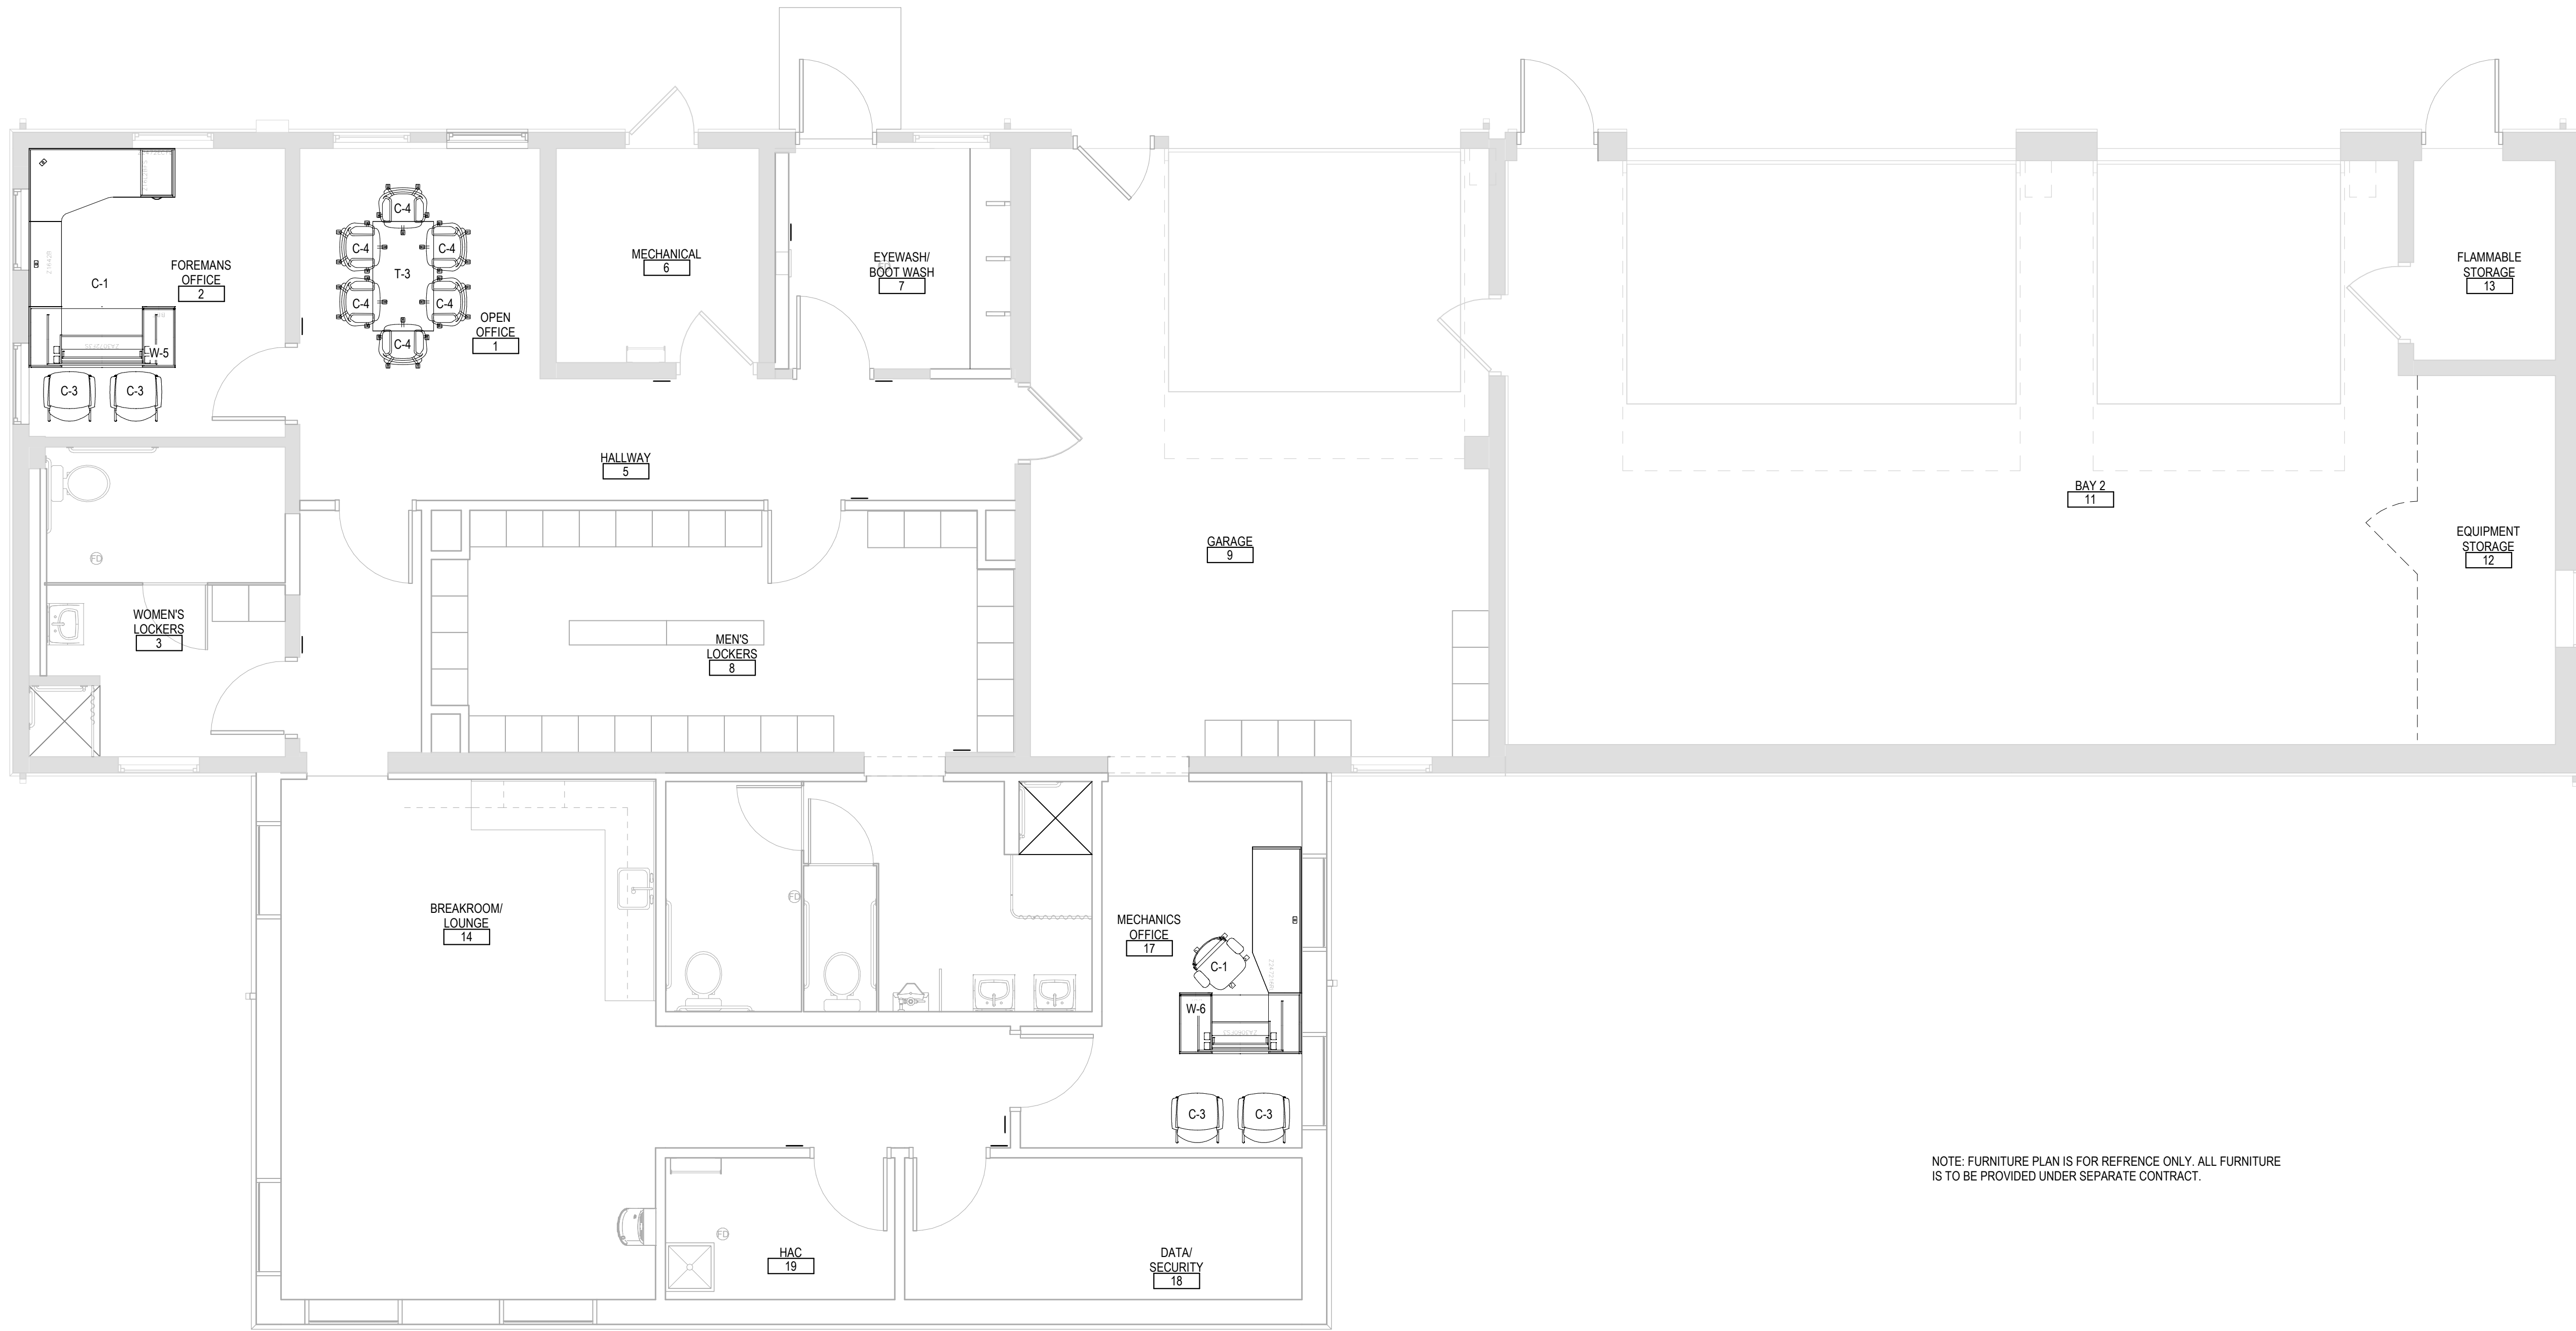 C-4
C-4
C-4
T-3
C-4
C-4
C-4
FOREMANS
OFFICE
2
C-1
W-5
C-3
C-3
OPEN
OFFICE
1
MECHANICAL
6
EYEWASH/
BOOT WASH
7
FLAMMABLE
STORAGE
13
HALLWAY
5
BAY 2
11
GARAGE
9
EQUIPMENT
STORAGE
12
FD
WOMEN'S
LOCKERS
3
MEN'S
LOCKERS
8
BREAKROOM/
LOUNGE
14
FD
MECHANICS
OFFICE
17
C-1
W-6
C-3
C-3
FD
HAC
19
DATA/
SECURITY
18
NOTE: FURNITURE PLAN IS FOR REFRENCE ONLY. ALL FURNITURE
IS TO BE PROVIDED UNDER SEPARATE CONTRACT.